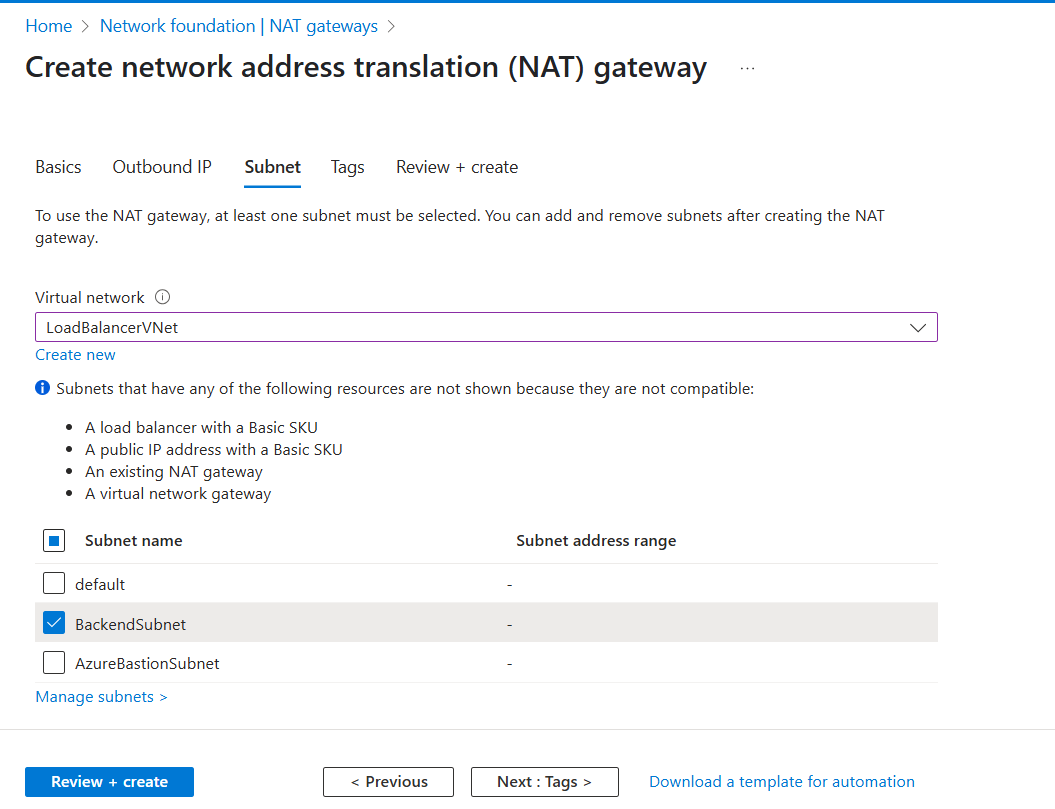 Home > Network foundation | NAT gateways >
Create network address translation (NAT) gateway ...
Basics Outbound IP Subnet Tags Review + create
To use the NAT gateway, at least one subnet must be selected. You can add and remove subnets after creating the NAT
gateway.
Virtual network
LoadBalancerVNet
Create new
Subnets that have any of the following resources are not shown because they are not compatible:
• A load balancer with a Basic SKU
• A public IP address with a Basic SKU
• An existing NAT gateway
• A virtual network gateway
Subnet name Subnet address range
default -
BackendSubnet -
AzureBastionSubnet -
Manage subnets >
Review + create < Previous Next : Tags > Download a template for automation